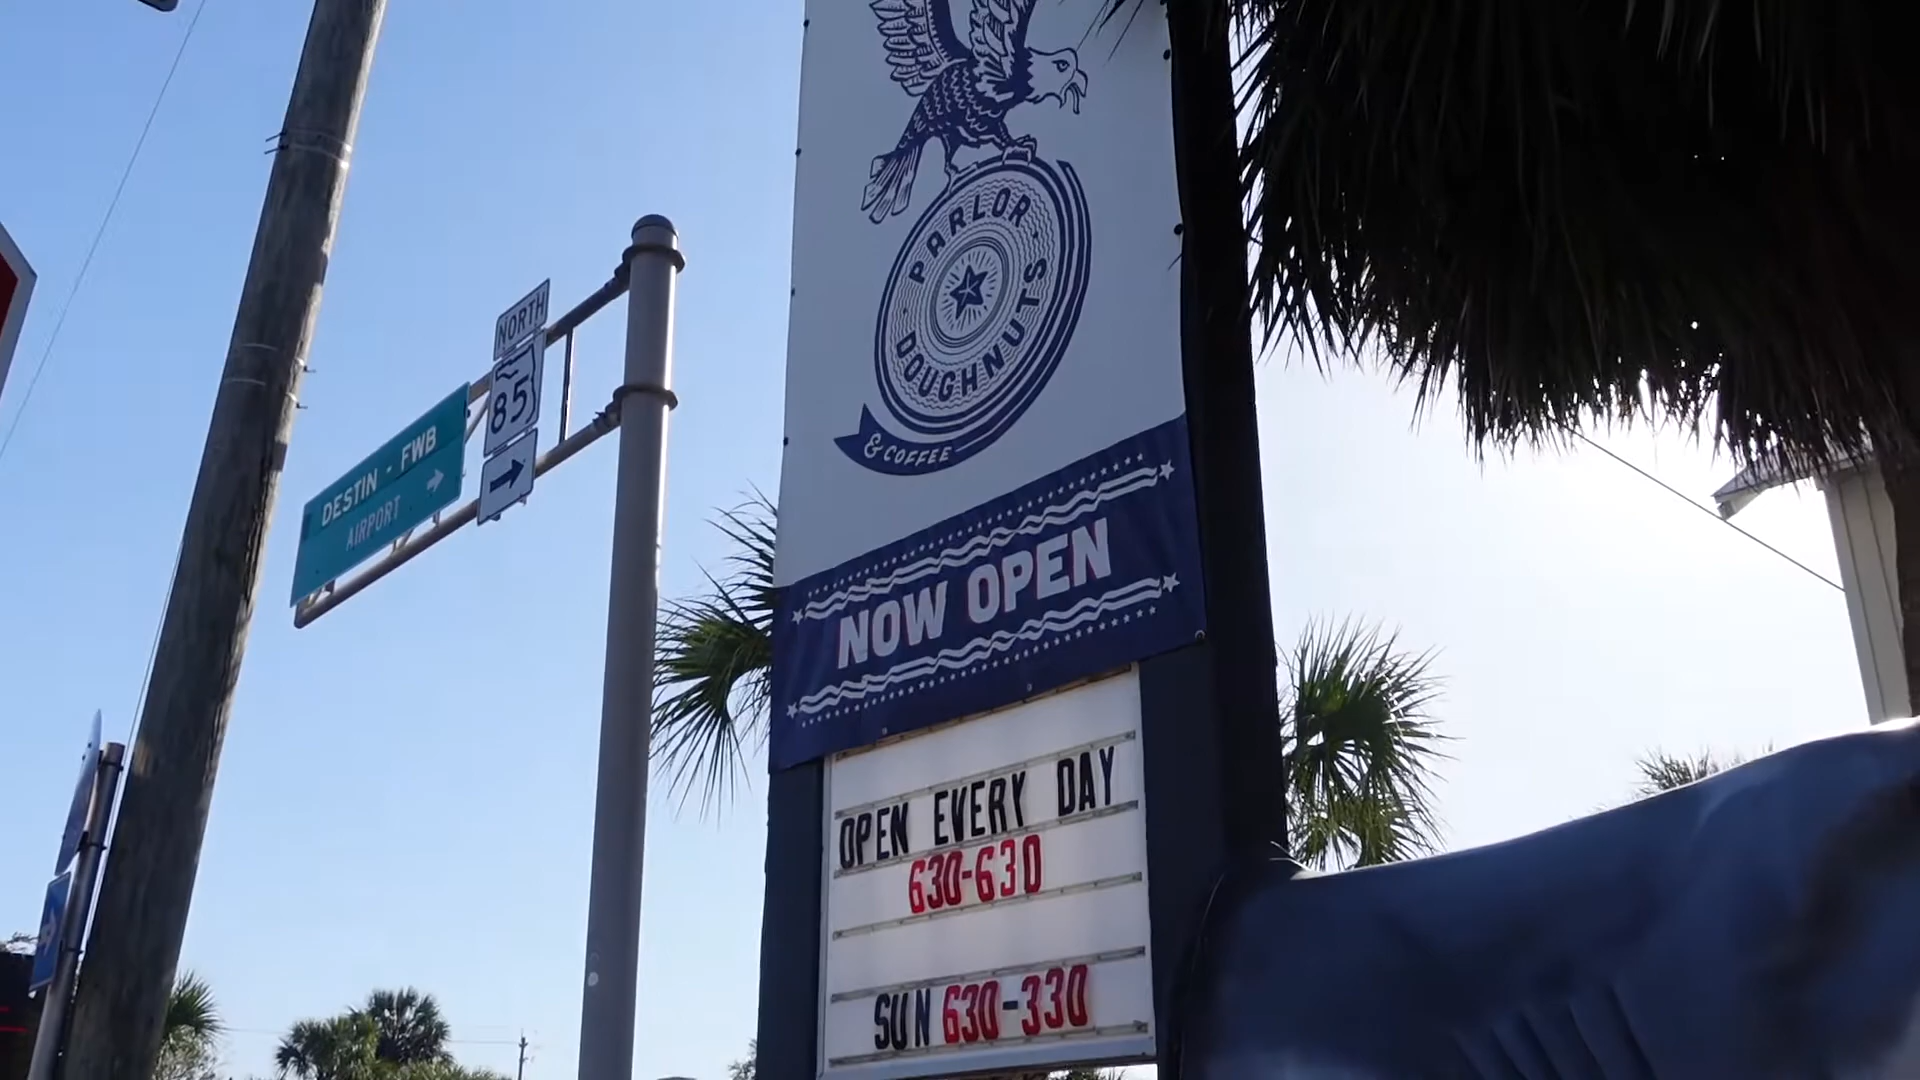 NORTH
85
DESTIN - FWB
AIRPORT
PARLOR
DOUGHNUTS
& COFFEE
NOW OPEN
OPEN EVERY DAY
630-630
SUN 630-330